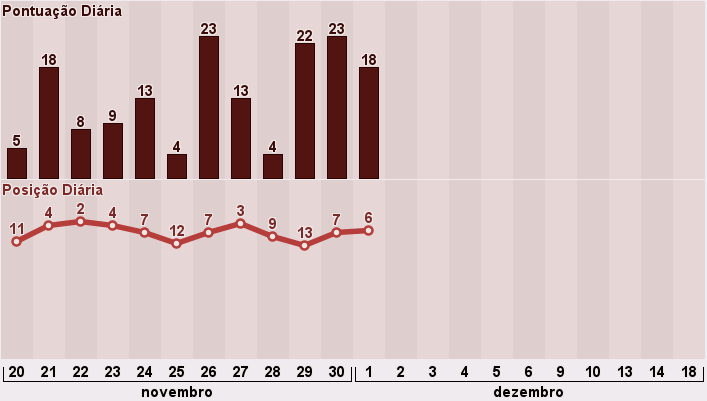 Pontuação Diária
5 18 8 9 13 4 23 13 4 22 23 18
Posição Diária
11 4 2 4 7 12 7 3 9 13 7 6
20 21 22 23 24 25 26 27 28 29 30 1 2 3 4 5 6 9 10 13 14 18
novembro dezembro